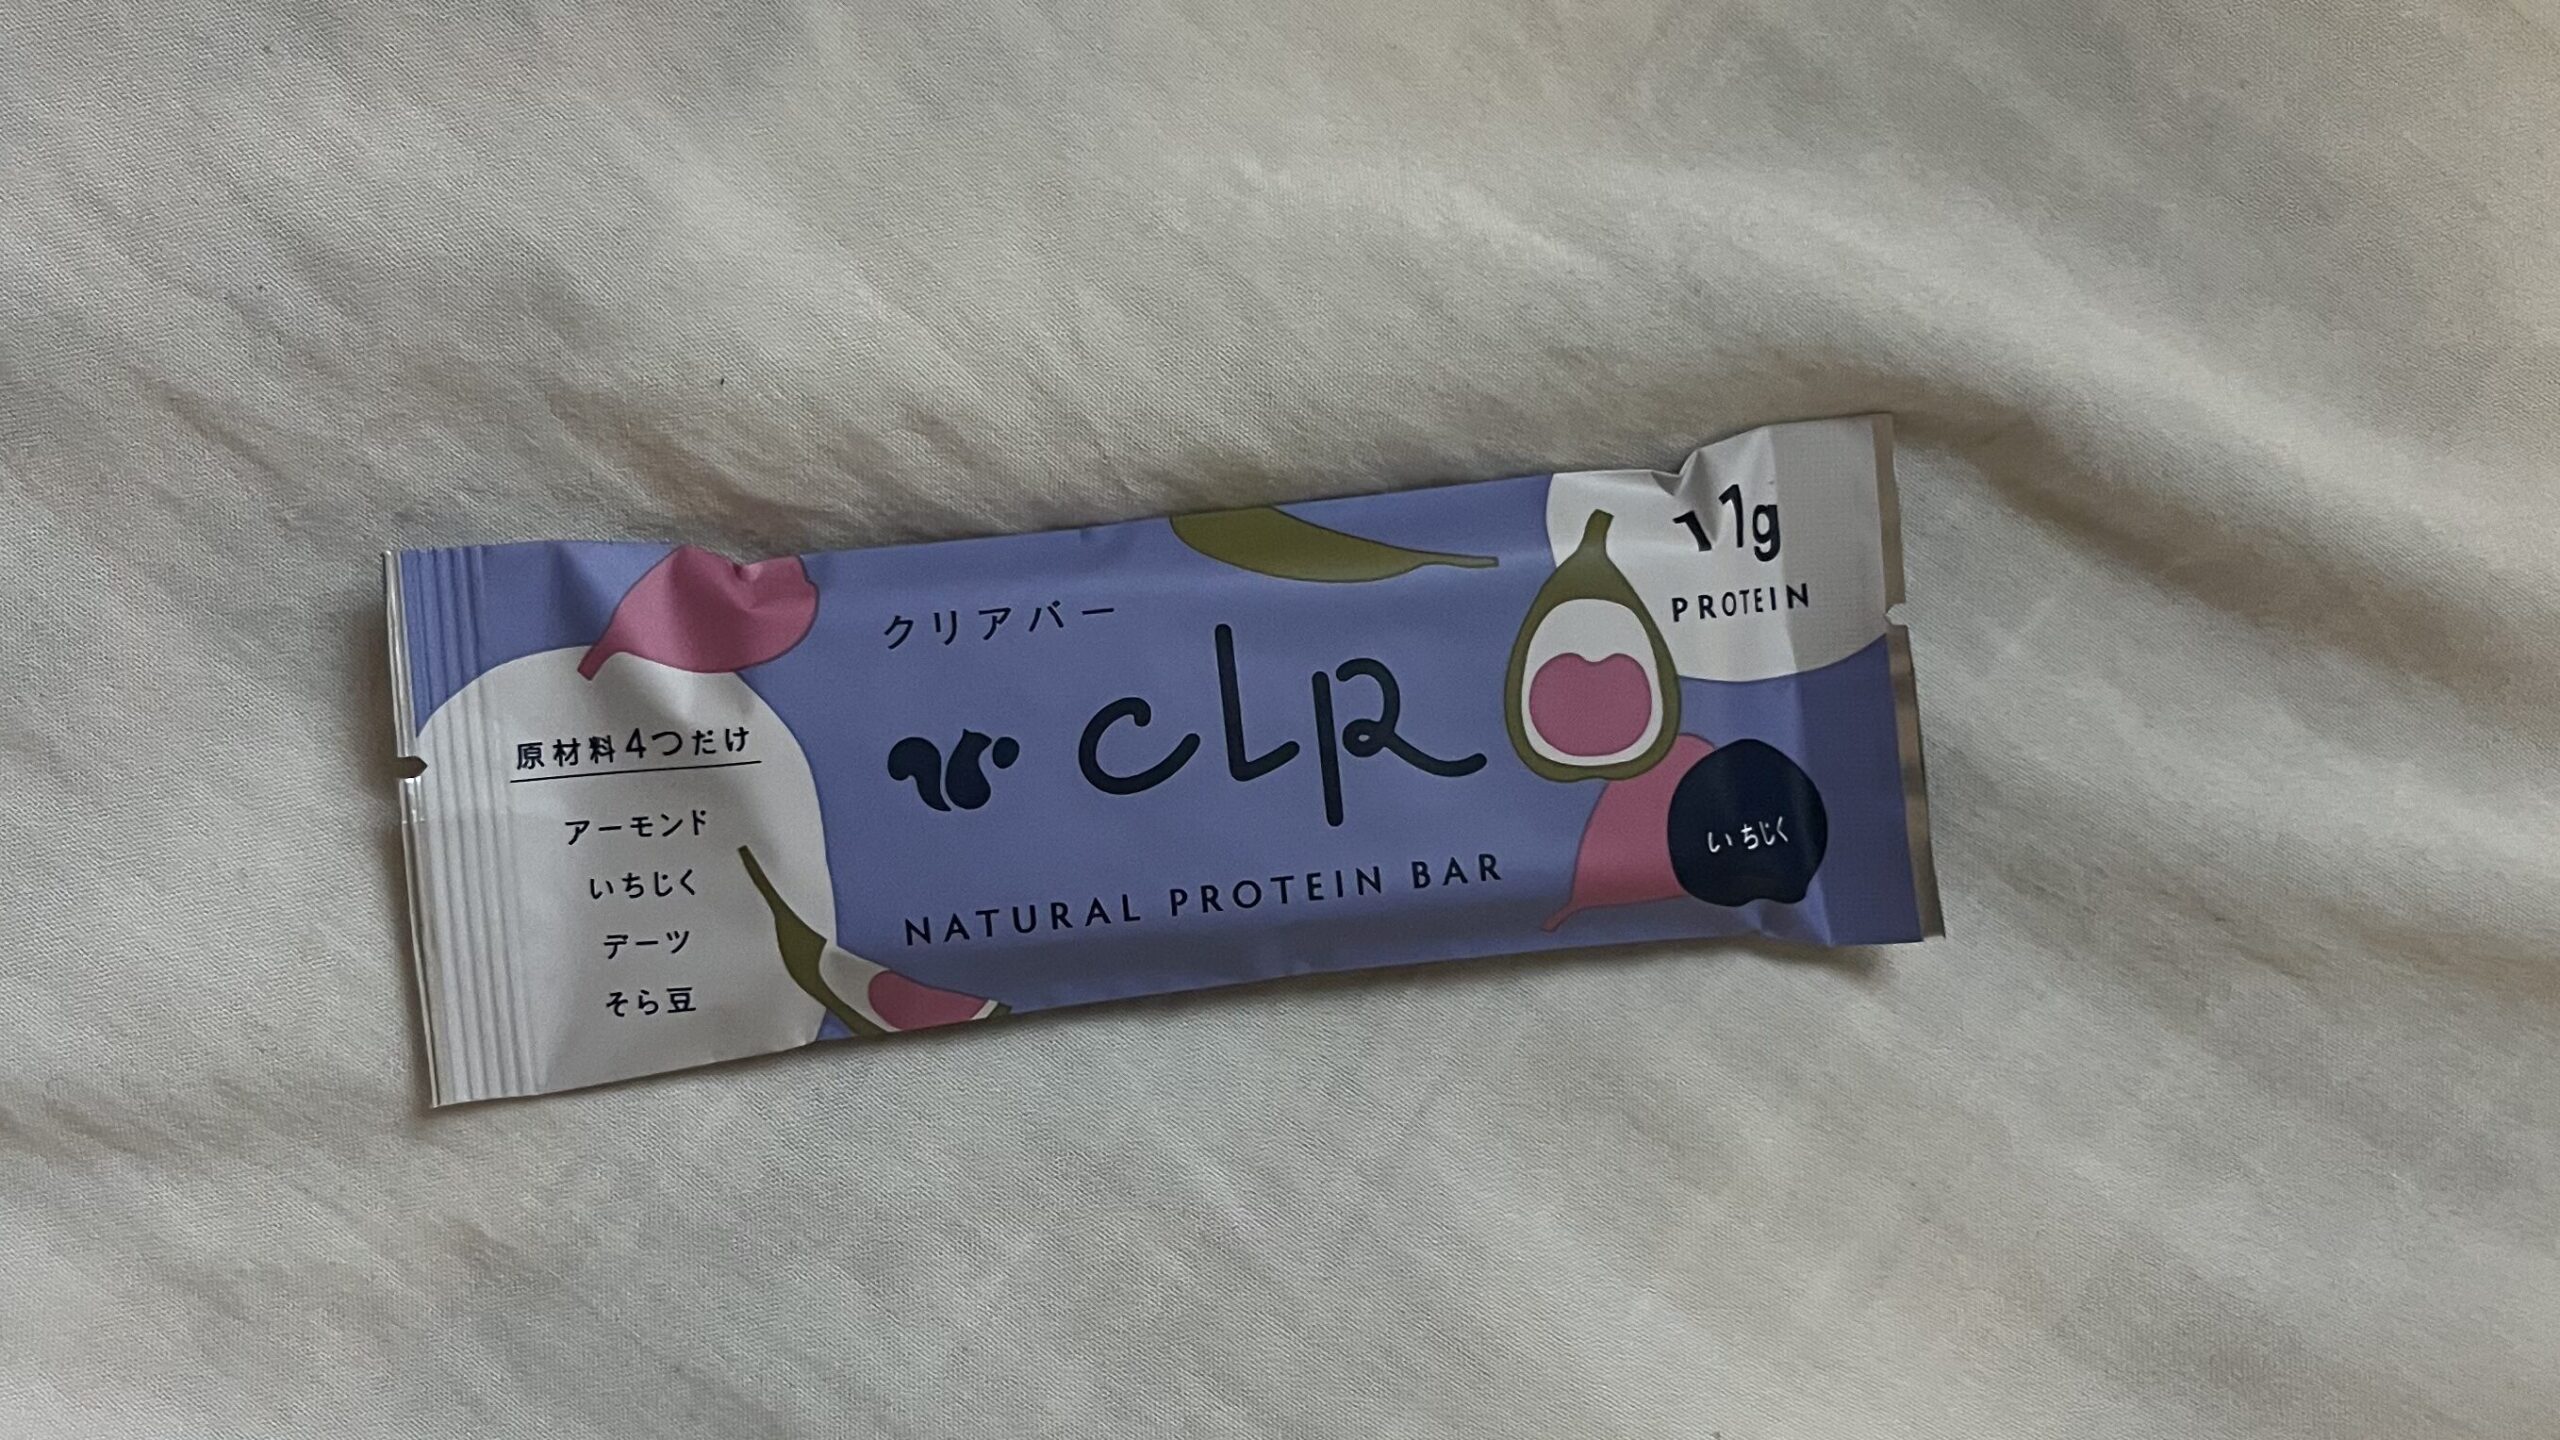 原材料4つだけ
アーモンド
いちじく
デーツ
そら豆
クリアバー
CLR
NATURAL PROTEIN BAR
11g
PROTEIN
いちじく